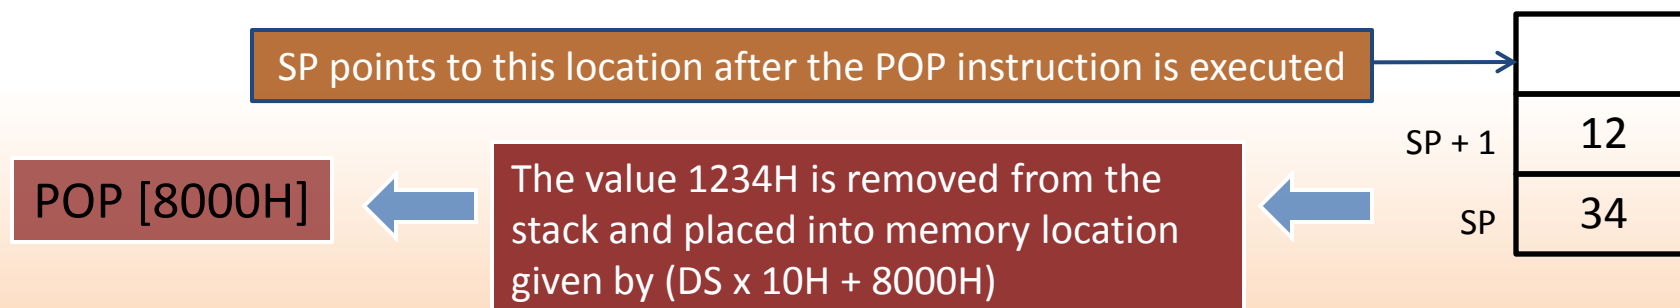 SP points to this location after the POP instruction is executed
SP + 1
12
POP [8000H]
The value 1234H is removed from the
stack and placed into memory location
given by (DS x 10H + 8000H)
SP
34